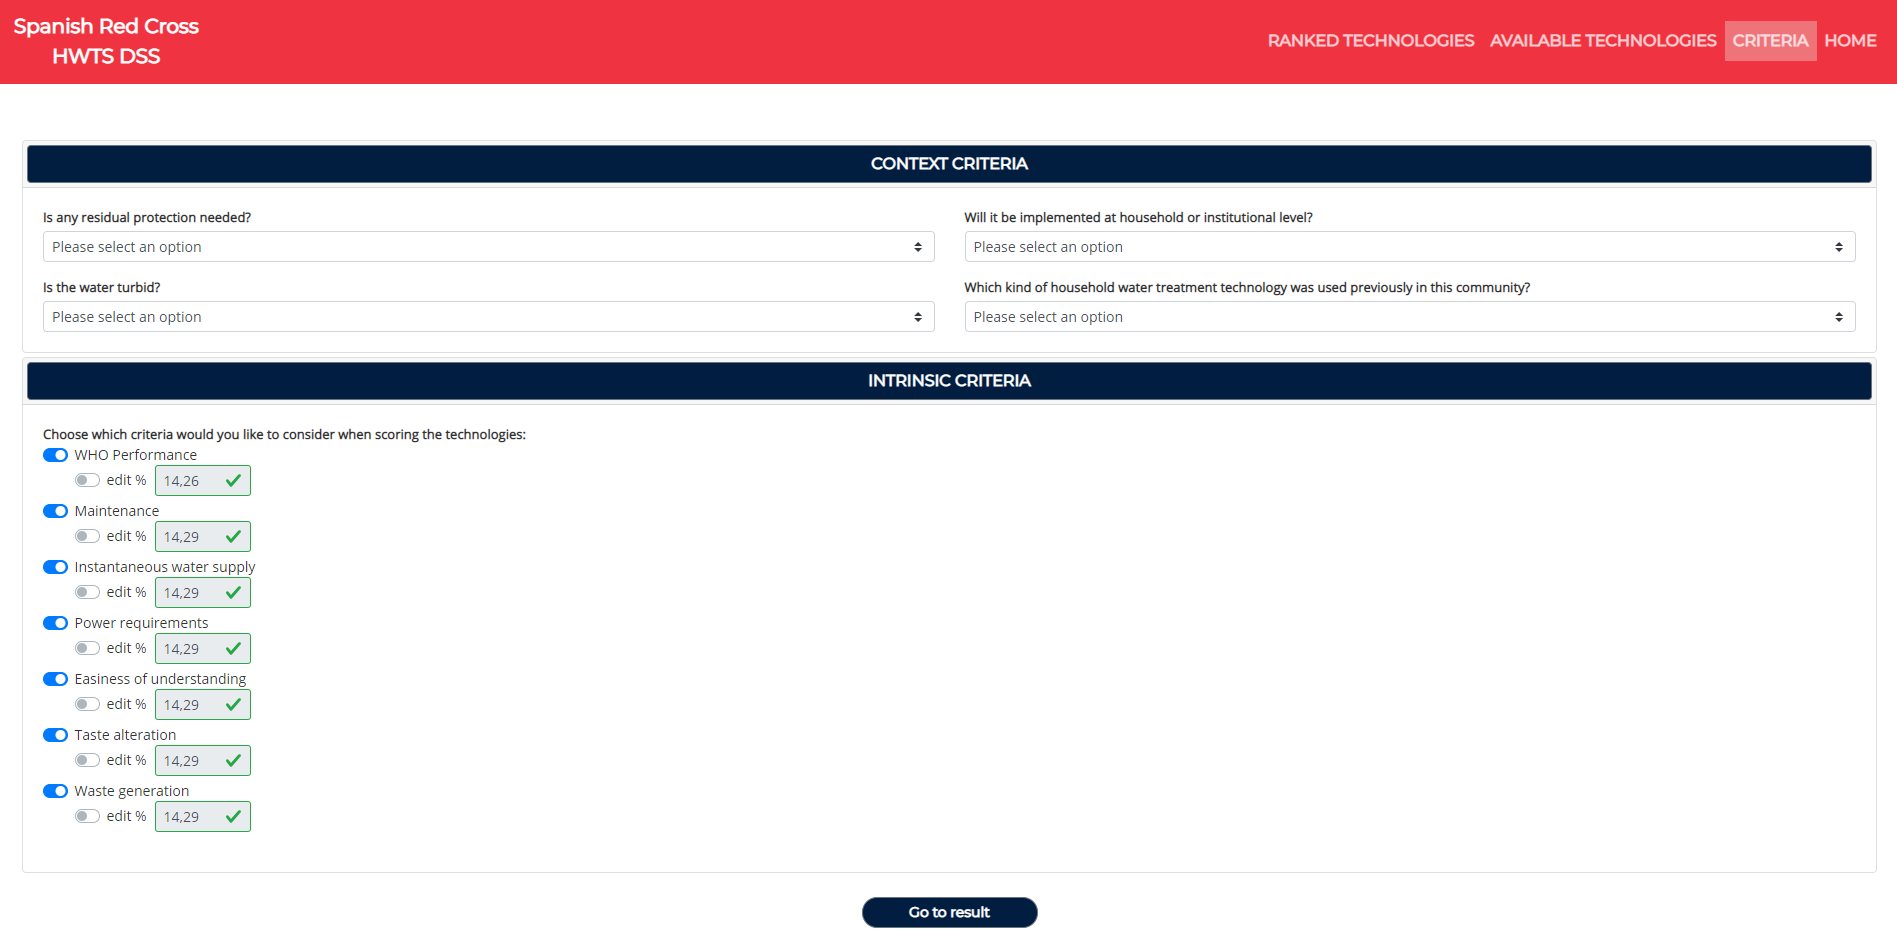 Spanish Red Cross
HWTS DSS
RANKED TECHNOLOGIES AVAILABLE TECHNOLOGIES CRITERIA HOME
CONTEXT CRITERIA
Is any residual protection needed?
Please select an option
Will it be implemented at household or institutional level?
Please select an option
Is the water turbid?
Please select an option
Which kind of household water treatment technology was used previously in this community?
Please select an option
INTRINSIC CRITERIA
Choose which criteria would you like to consider when scoring the technologies:
WHO Performance
edit % 14,26
Maintenance
edit % 14,29
Instantaneous water supply
edit % 14,29
Power requirements
edit % 14,29
Easiness of understanding
edit % 14,29
Taste alteration
edit % 14,29
Waste generation
edit % 14,29
Go to result